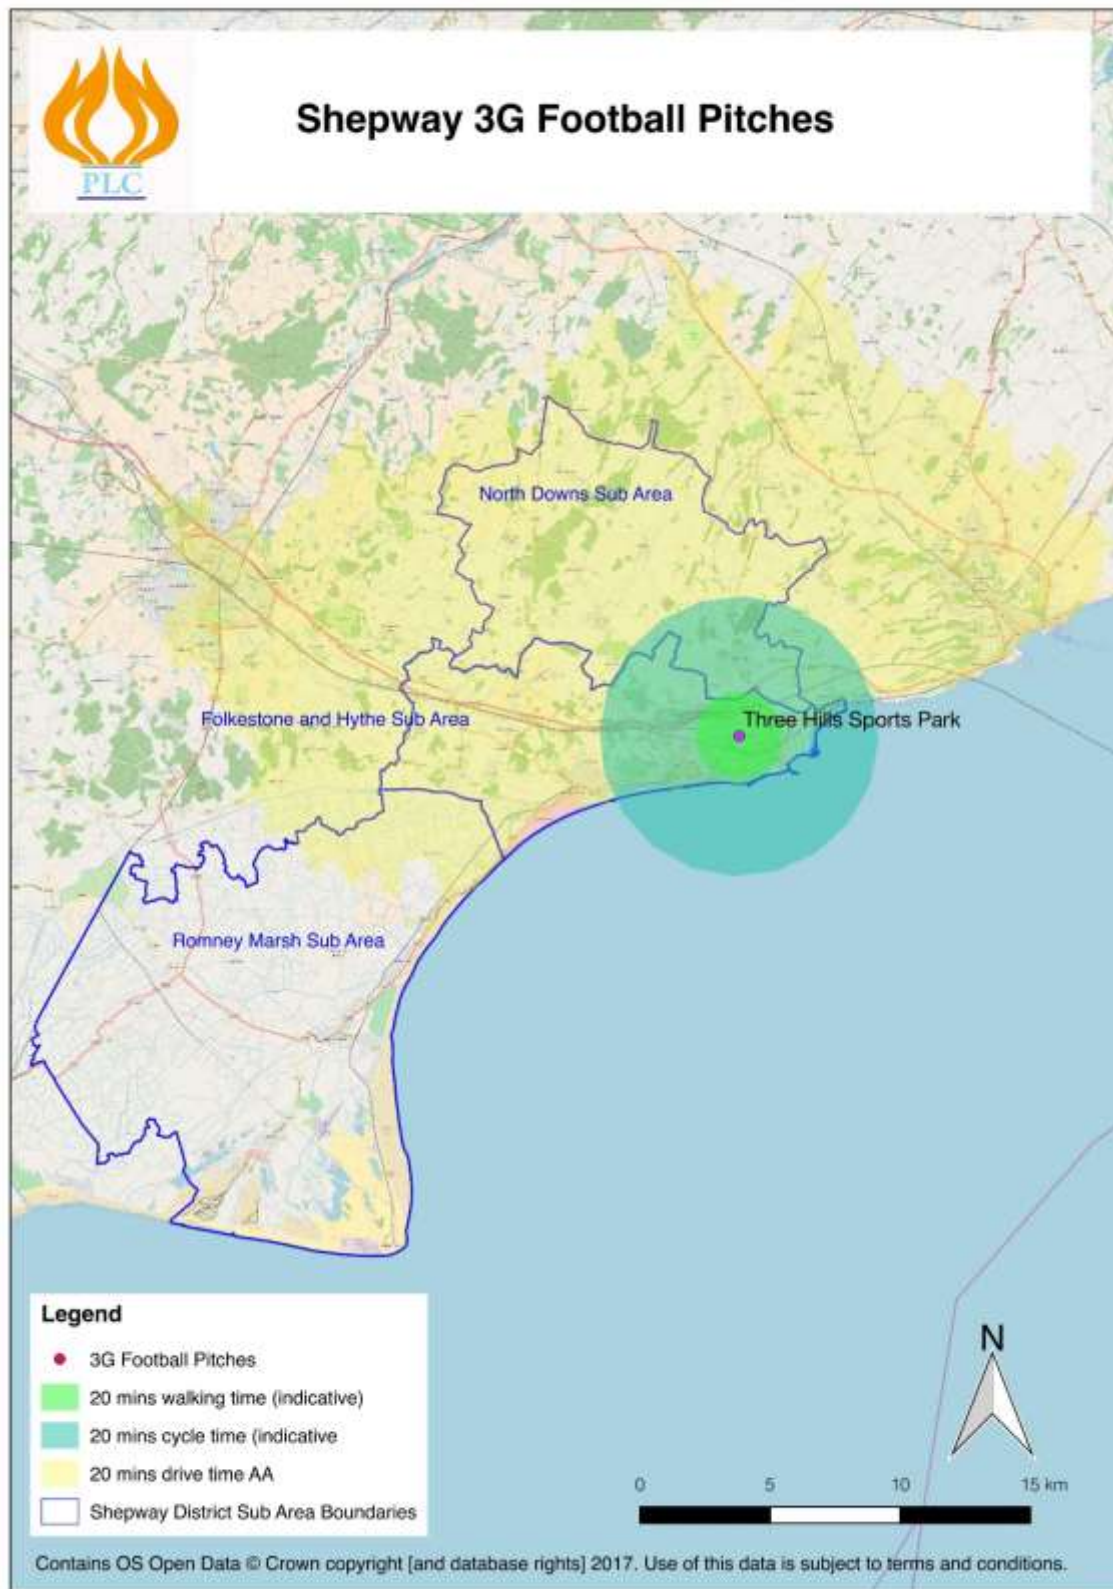 PLC
Shepway 3G Football Pitches
North Downs Sub Area
Three Hills Sports Park
Folkestone and Hythe Sub Area
Romney Marsh Sub Area
Legend
3G Football Pitches
20 mins walking time (indicative)
20 mins cycle time (indicative
20 mins drive time AA
Shepway District Sub Area Boundaries
N
0 5 10 15 km
Contains OS Open Data © Crown copyright [and database rights] 2017. Use of this data is subject to terms and conditions.